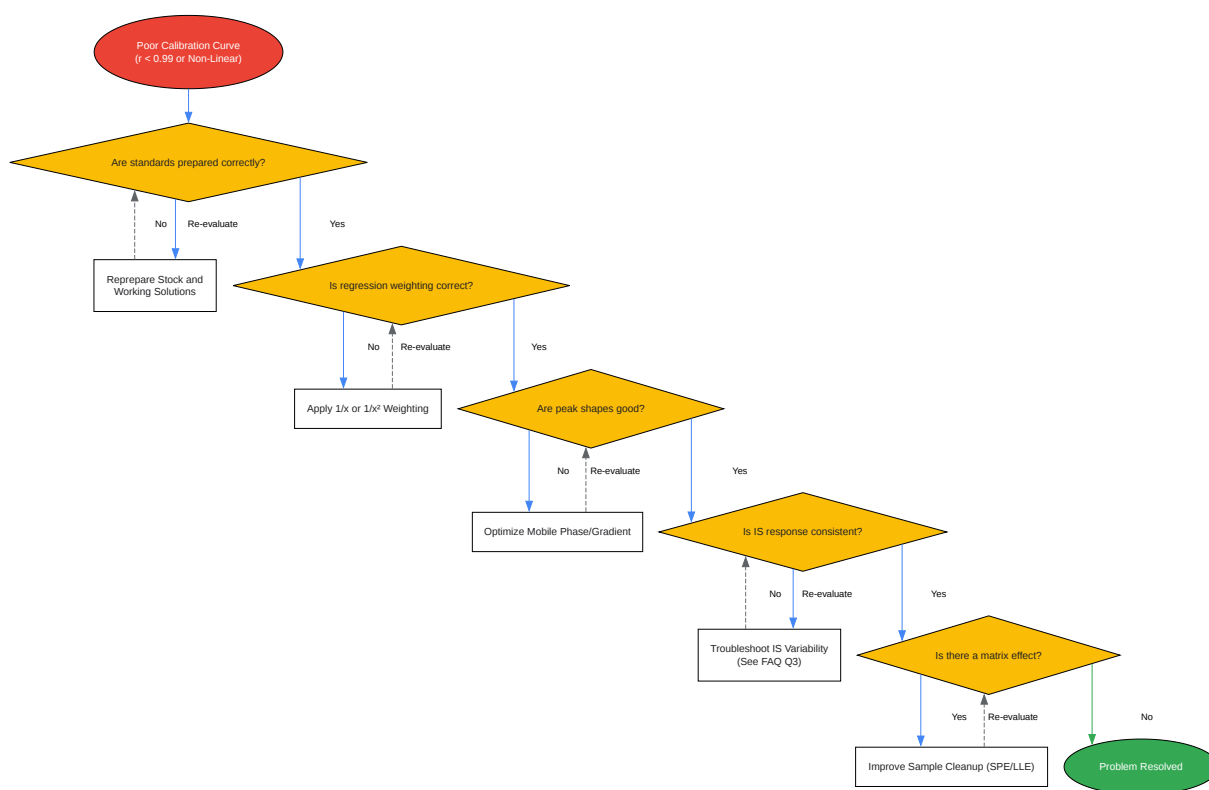 Poor Calibration Curve
(r < 0.99 or Non-Linear)
Are standards prepared correctly?
No
Re-evaluate
Yes
Reprepare Stock and
Working Solutions
Is regression weighting correct?
No
Re-evaluate
Yes
Apply 1/x or 1/x² Weighting
Are peak shapes good?
No
Re-evaluate
Yes
Optimize Mobile Phase/Gradient
Is IS response consistent?
No
Re-evaluate
Yes
Troubleshoot IS Variability
(See FAQ Q3)
Is there a matrix effect?
Yes
Re-evaluate
No
Improve Sample Cleanup (SPE/LLE)
Problem Resolved